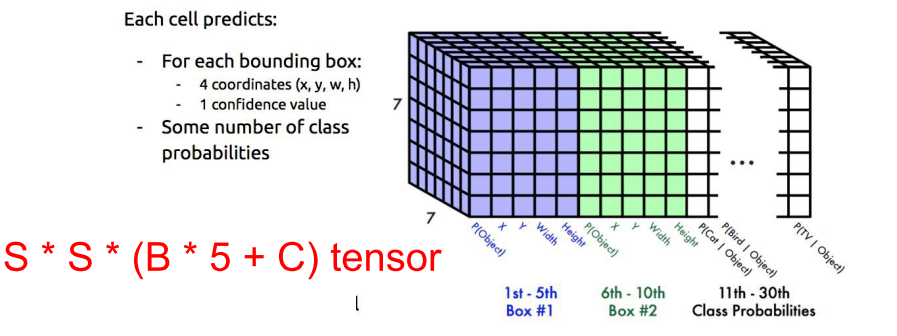 Each cell predicts:
- For each bounding box:
- 4 coordinates (x, y, w, h)
- 1 confidence value
- Some number of class
probabilities
7
7
...
P(Object)
X
Y
Width
Height
P(Object)
X
Y
Width
Height
P(Cat | Object)
P(Bird | Object)
P(TV | Object)
S * S * (B * 5 + C) tensor
1st - 5th
Box #1
6th - 10th
Box #2
11th - 30th
Class Probabilities
l